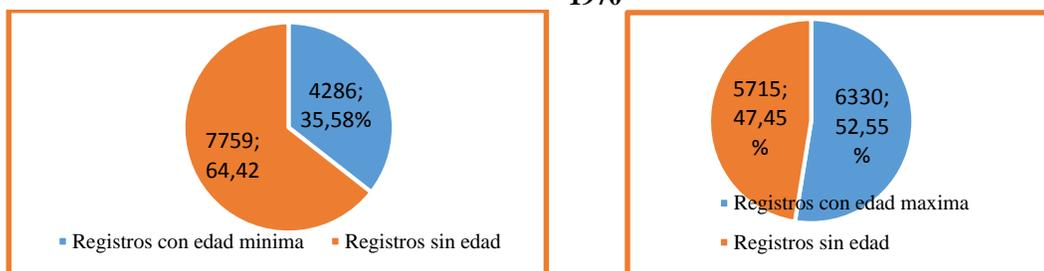 4286;
35,58%
7759;
64,42
Registros con edad minima
Registros sin edad
5715;
47,45
%
6330;
52,55
%
Registros con edad maxima
Registros sin edad